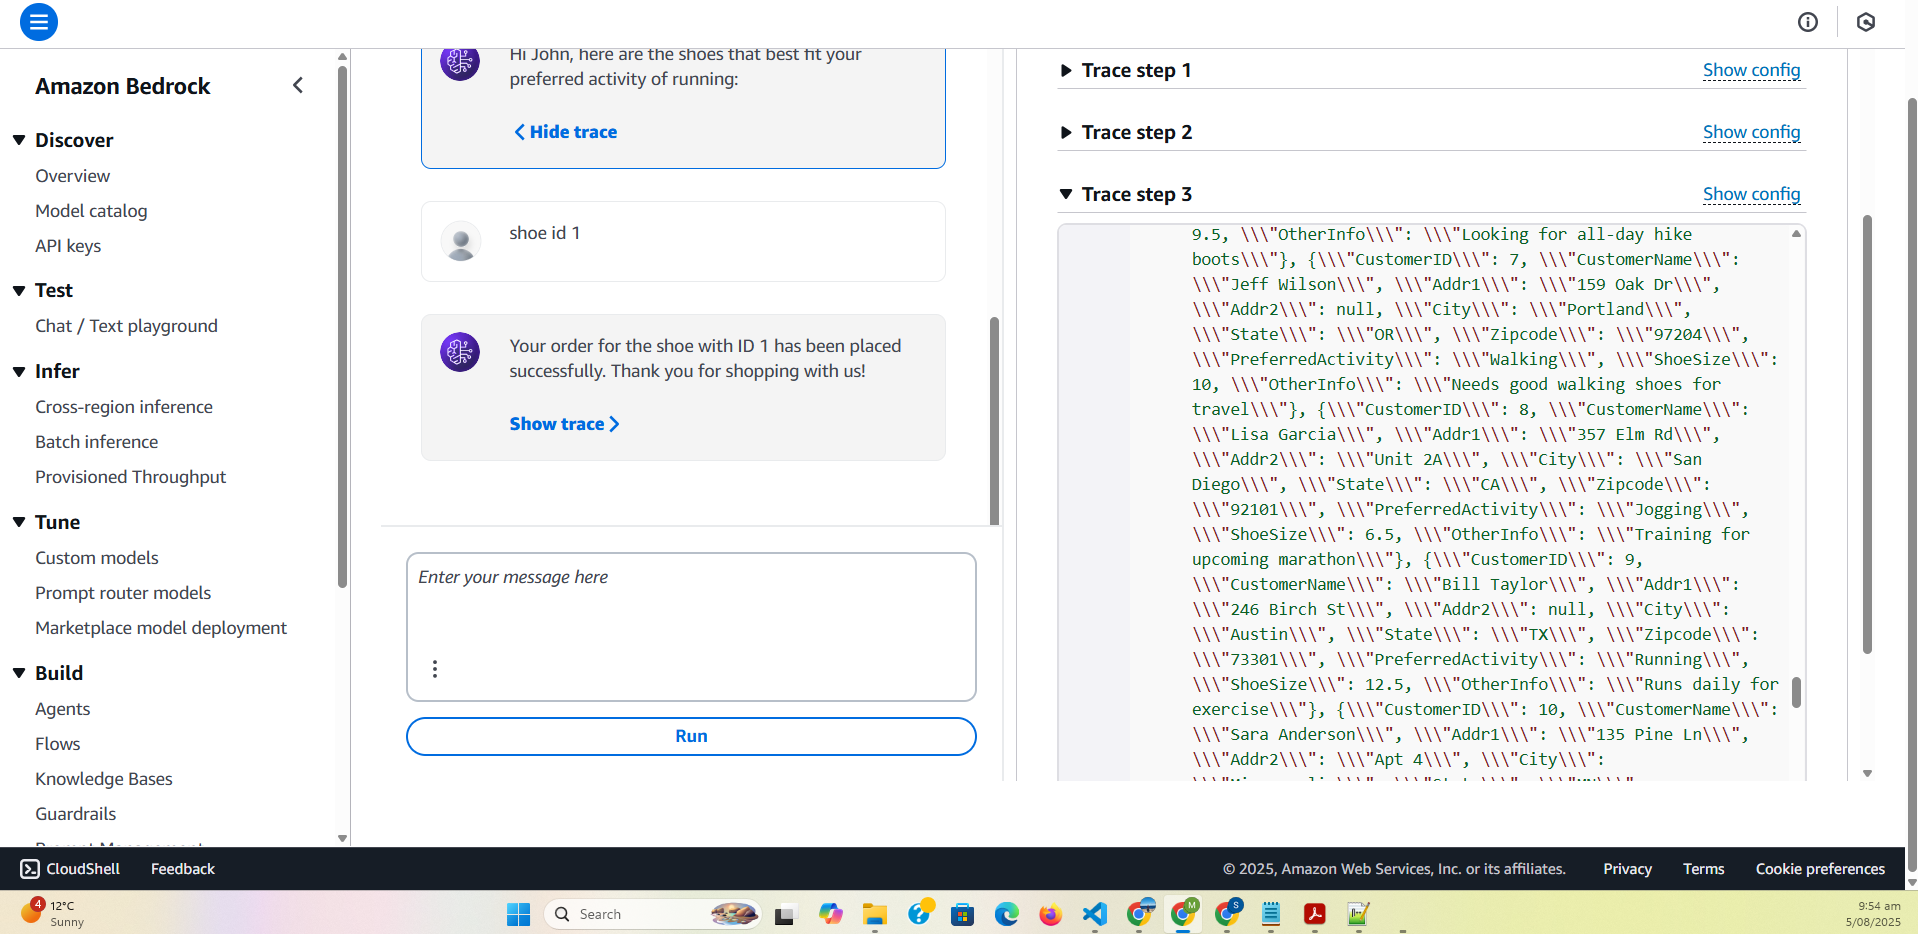 Amazon Bedrock
Discover
Overview
Model catalog
API keys
Test
Chat / Text playground
Infer
Cross-region inference
Batch inference
Provisioned Throughput
Tune
Custom models
Prompt router models
Marketplace model deployment
Build
Agents
Flows
Knowledge Bases
Guardrails
Hi John, here are the shoes that best fit your
preferred activity of running:
Hide trace
shoe id 1
Your order for the shoe with ID 1 has been placed
successfully. Thank you for shopping with us!
Show trace
Enter your message here
Run
Trace step 1
Show config
Trace step 2
Show config
Trace step 3
Show config
9.5, \\\"OtherInfo\\\": \\\"Looking for all-day hike
boots\\\"}, {\\\"CustomerID\\\": 7, \\\"CustomerName\\\":
\\\"Jeff Wilson\\\", \\\"Addr1\\\": \\\"159 Oak Dr\\\",
\\\"Addr2\\\": null, \\\"City\\\": \\\"Portland\\\",
\\\"State\\\": \\\"OR\\\", \\\"Zipcode\\\": \\\"97204\\\",
\\\"PreferredActivity\\\": \\\"Walking\\\", \\\"ShoeSize\\\":
10, \\\"OtherInfo\\\": \\\"Needs good walking shoes for
travel\\\"}, {\\\"CustomerID\\\": 8, \\\"CustomerName\\\":
\\\"Lisa Garcia\\\", \\\"Addr1\\\": \\\"357 Elm Rd\\\",
\\\"Addr2\\\": \\\"Unit 2A\\\", \\\"City\\\": \\\"San
Diego\\\", \\\"State\\\": \\\"CA\\\", \\\"Zipcode\\\":
\\\"92101\\\", \\\"PreferredActivity\\\": \\\"Jogging\\\",
\\\"ShoeSize\\\": 6.5, \\\"OtherInfo\\\": \\\"Training for
upcoming marathon\\\"}, {\\\"CustomerID\\\": 9,
\\\"CustomerName\\\": \\\"Bill Taylor\\\", \\\"Addr1\\\":
\\\"246 Birch St\\\", \\\"Addr2\\\": null, \\\"City\\\":
\\\"Austin\\\", \\\"State\\\": \\\"TX\\\", \\\"Zipcode\\\":
\\\"73301\\\", \\\"PreferredActivity\\\": \\\"Running\\\",
\\\"ShoeSize\\\": 12.5, \\\"OtherInfo\\\": \\\"Runs daily for
exercise\\\"}, {\\\"CustomerID\\\": 10, \\\"CustomerName\\\":
\\\"Sara Anderson\\\", \\\"Addr1\\\": \\\"135 Pine Ln\\\",
\\\"Addr2\\\": \\\"Apt 4\\\", \\\"City\\\":
CloudShell
Feedback
© 2025, Amazon Web Services, Inc. or its affiliates.
Privacy
Terms
Cookie preferences
4
12°C
Sunny
Search
M
S
9:54 am
5/08/2025